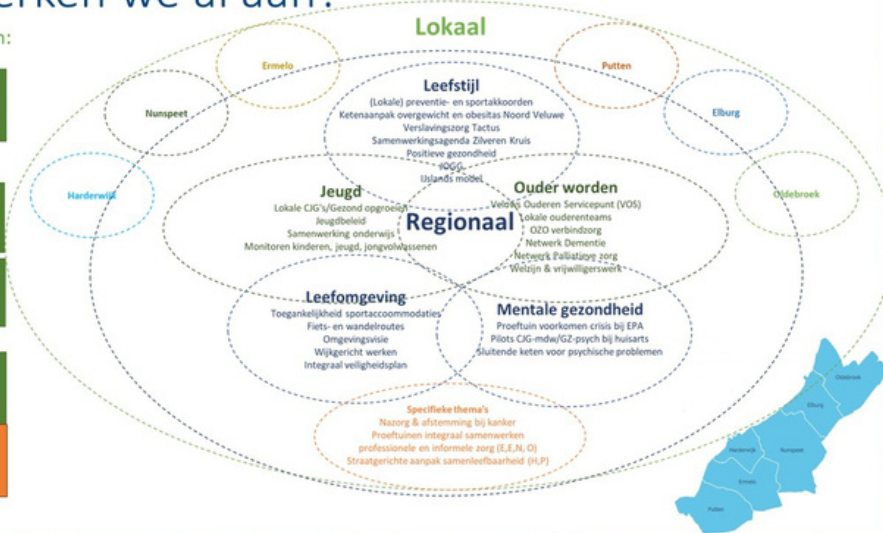 erken we al aan?
n:
Lokaal
Ermelo
Putten
Nunspeet
Elburg
Harderwijk
Oldebroek
Leefstijl
(Lokale) preventie- en sportakkoorden
Ketenaanpak overgewicht en obesitas Noord Veluwe
Verslavingszorg Tactus
Samenwerkingsagenda Zilveren Kruis
Positieve gezondheid
JOGG
IJslands model
Jeugd
Lokale CJG's/Gezond opgroeien
Jeugdbeleid
Samenwerking onderwijs
Monitoren kinderen, jeugd, jongvolwassenen
Ouder worden
Ouderen Servicepunt (VOS)
Lokale ouderenteams
OZO verbindzorg
Netwerk Dementie
Netwerk Palliatieve zorg
Welzijn & vrijwilligerswerk
Regionaal
Leefomgeving
Toegankelijkheid sportaccommodaties
Fiets- en wandelroutes
Omgevingsvisie
Wijkgericht werken
Integraal veiligheidsplan
Mentale gezondheid
Proeftuin voorkomen crisis bij EPA
Pilots CJG-mdw/GZ-psych bij huisarts
Sluitende keten voor psychische problemen
Specifieke thema's
Nazorg & afstemming bij kanker
Proeftuinen integraal samenwerken
professionele en informele zorg (E,E,N, O)
Straatgerichte aanpak samenleefbaarheid (H,P)
Oldebroek
Elburg
Harderwijk
Nunspeet
Ermelo
Putten